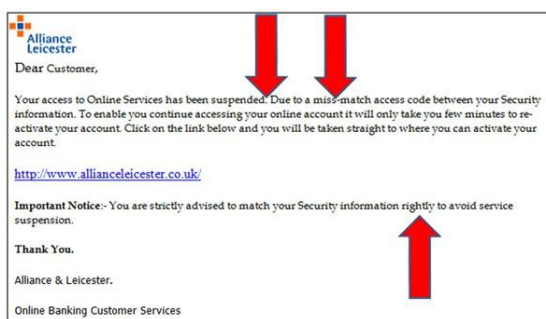 Alliance
Leicester
Dear Customer,
Your access to Online Services has been suspended. Due to a miss-match access code between your Security
information. To enable you continue accessing your online account it will only take you few minutes to re-
activate your account. Click on the link below and you will be taken straight to where you can activate your
account.
http://www.allianceleicester.co.uk/
Important Notice:- You are strictly advised to match your Security information rightly to avoid service
suspension.
Thank You.
Alliance & Leicester.
Online Banking Customer Services